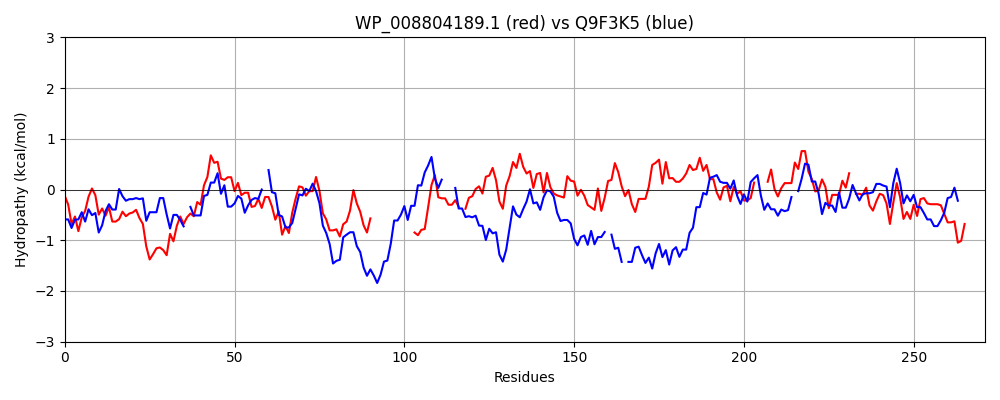 WP_008804189.1 (red) vs Q9F3K5 (blue)
Hydropathy (kcal/mol)
3
2
1
0
−1
−2
−3
0 50 100 150 200 250
Residues